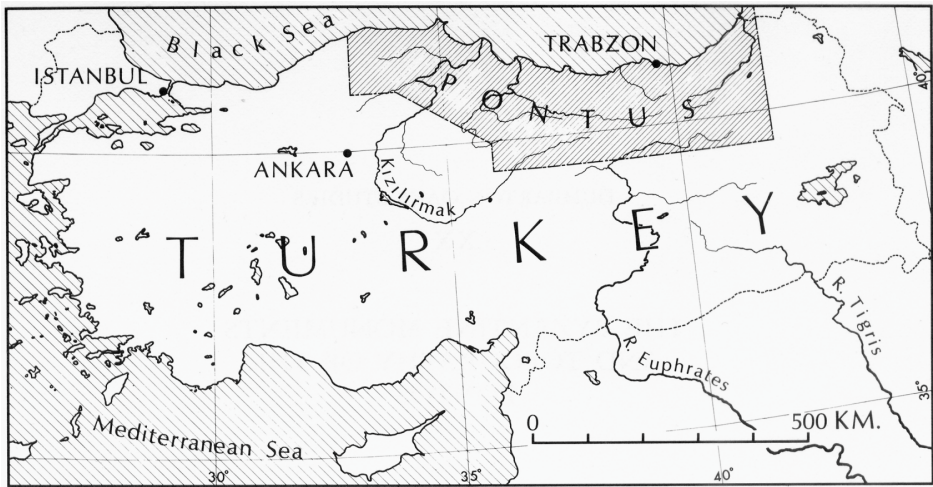 Black Sea
TRABZON
ISTANBUL
40°
PONTUS
ANKARA
Kızılırmak
TURKEY
R. Tigris
R. Euphrates
35°
0 500 KM.
Mediterranean Sea
30° 35° 40°